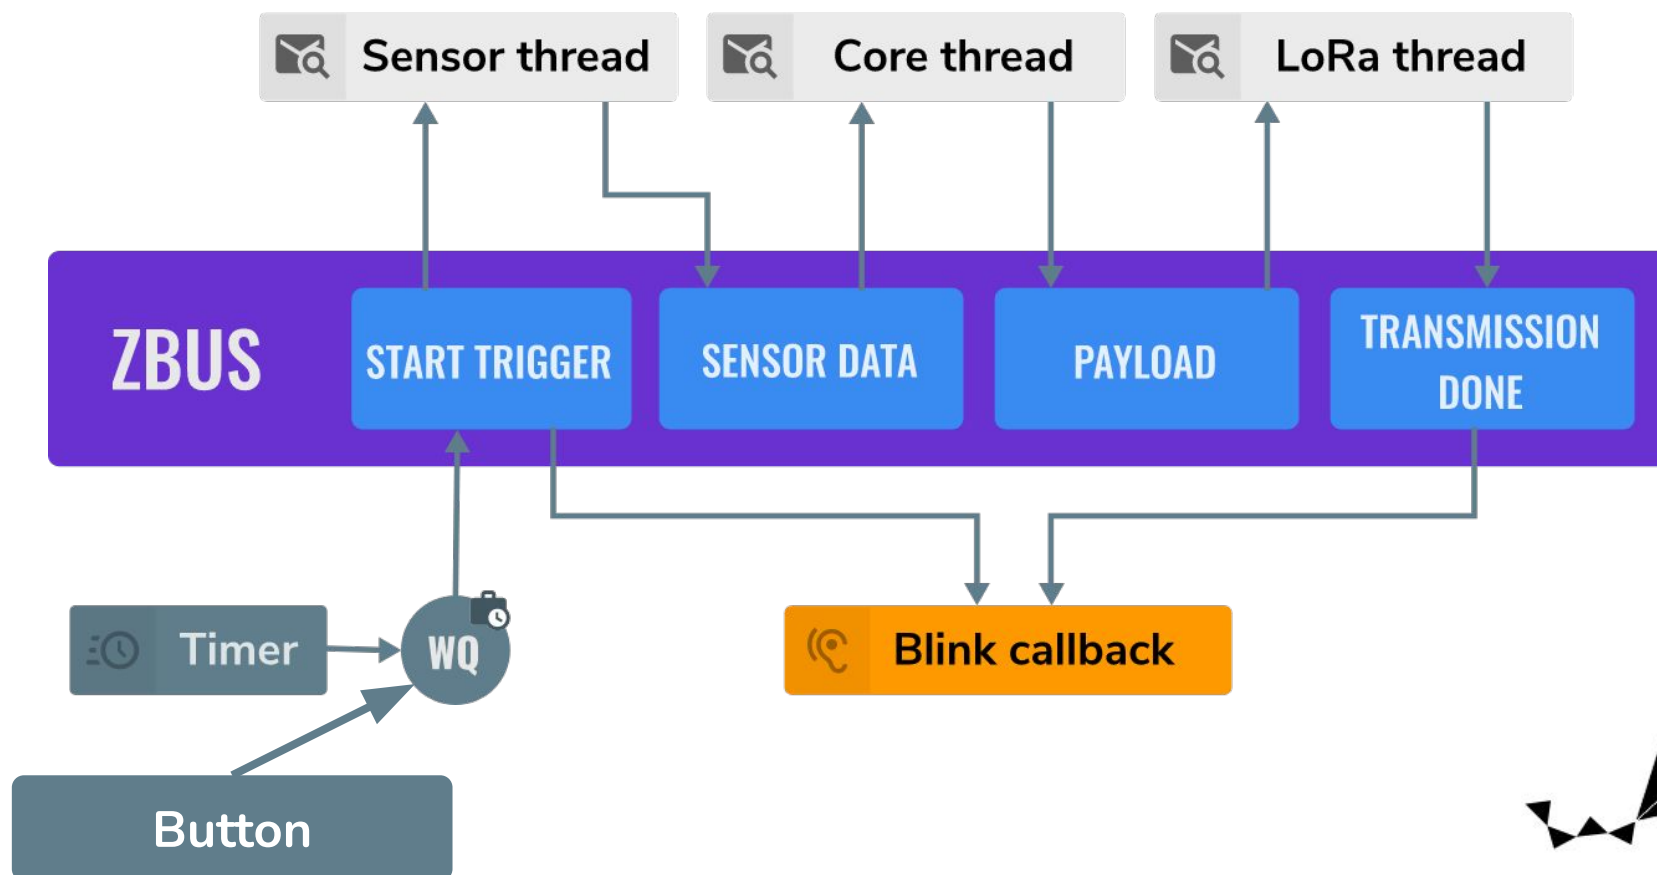 Sensor thread
Core thread
LoRa thread
ZBUS
START TRIGGER
SENSOR DATA
PAYLOAD
TRANSMISSION
DONE
Timer
WQ
Blink callback
Button